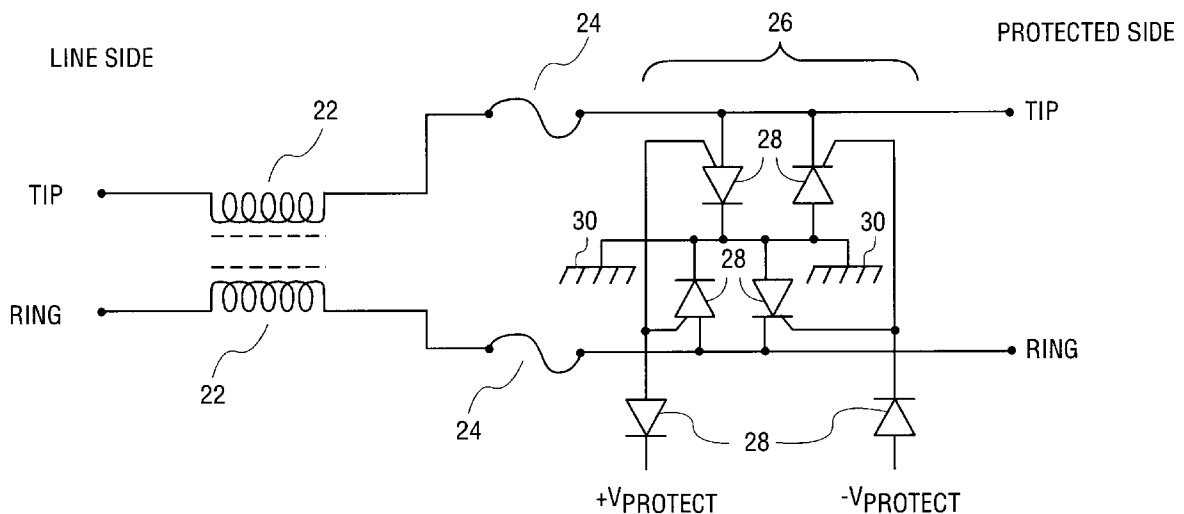 24
26
PROTECTED SIDE
LINE SIDE
22
TIP
28
TIP
30
30
28
RING
RING
22
24
28
+VPROTECT
-VPROTECT